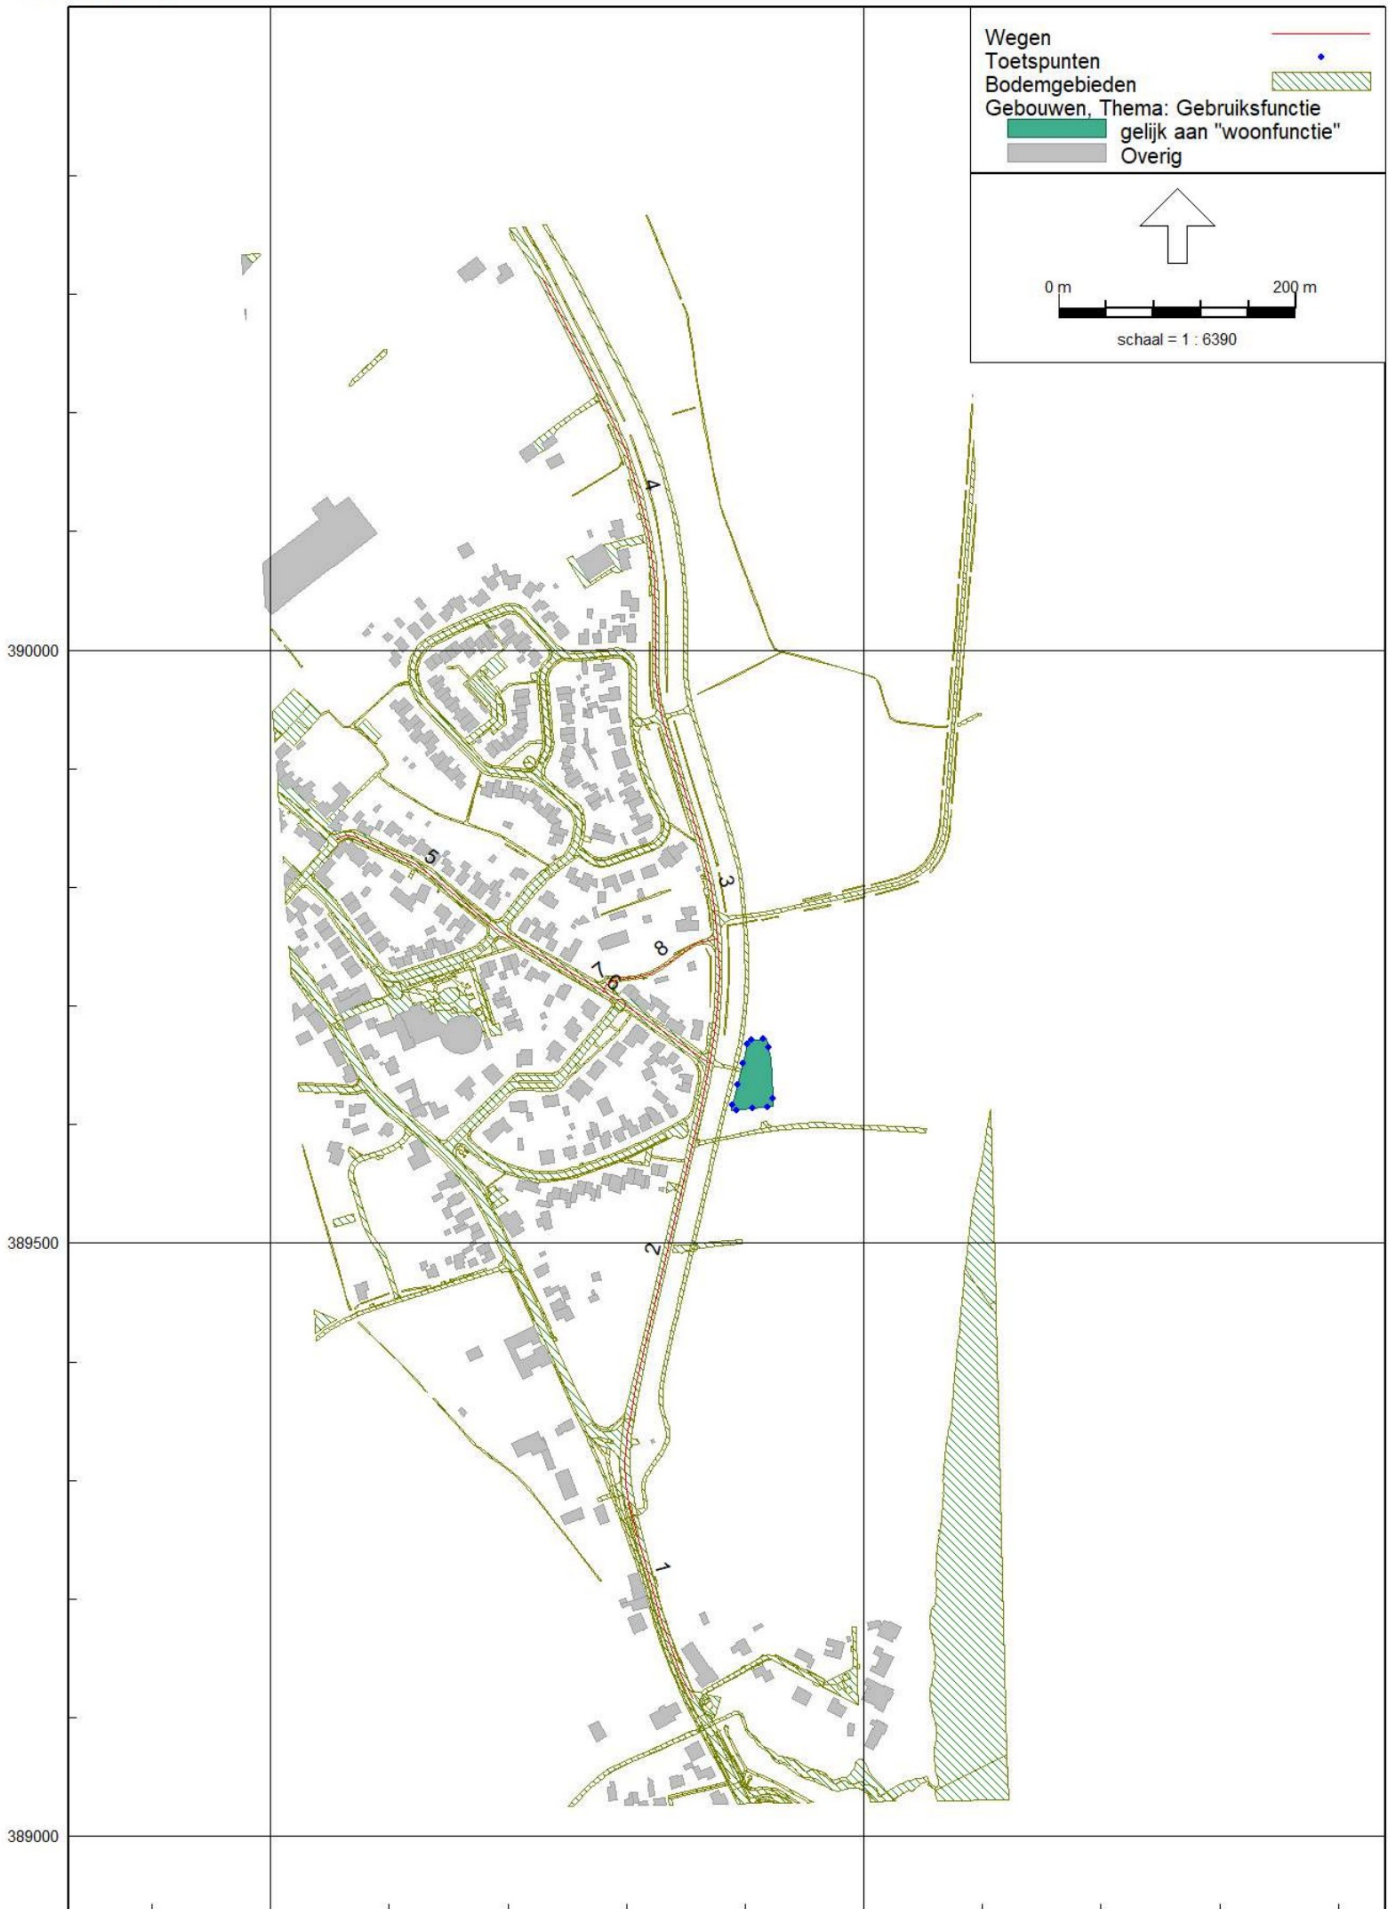 Wegen
Toetspunten
Bodemgebieden
Gebouwen, Thema: Gebruiksfunctie
gelijk aan "woonfunctie"
Overig
0 m 200 m
schaal = 1 : 6390
4
390000
5
3
8
7
6
2
389500
1
389000